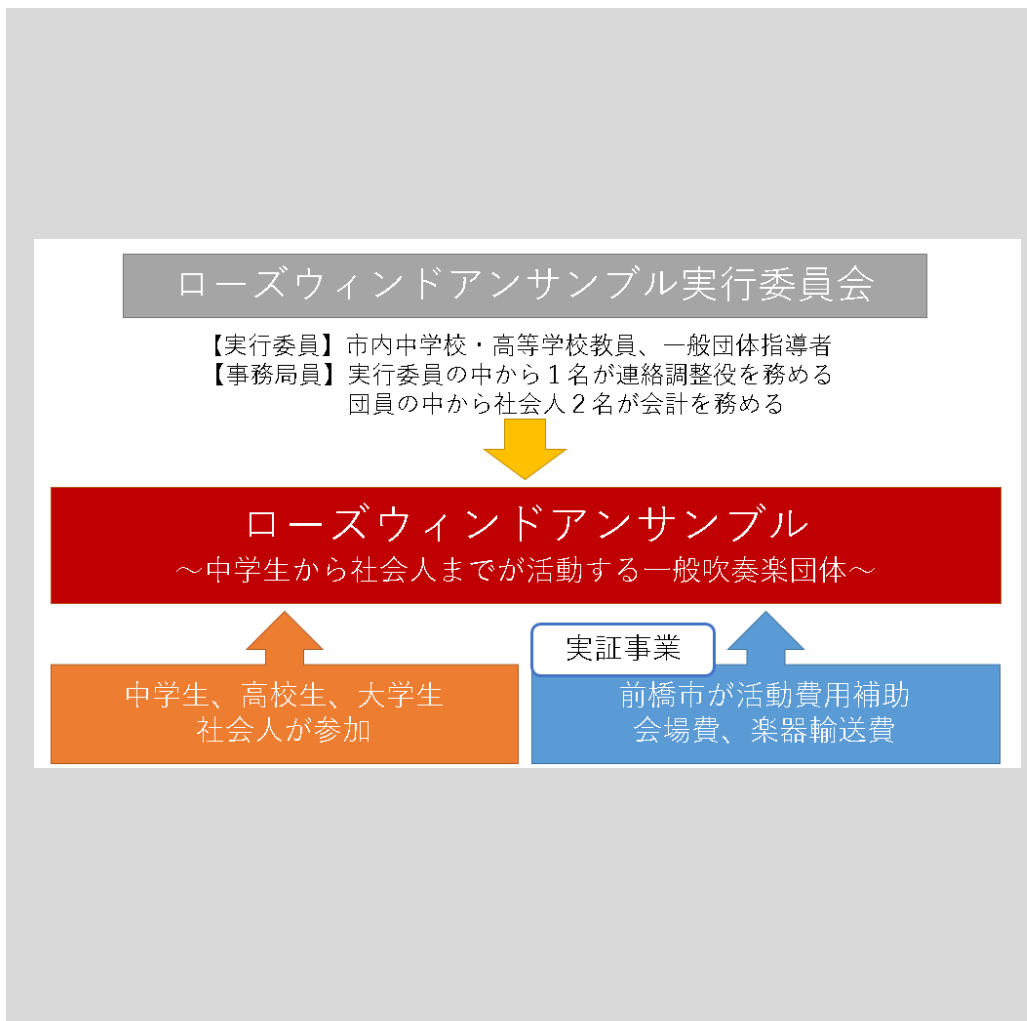 ローズウィンドアンサンブル実行委員会
【実行委員】市内中学校・高等学校教員、一般団体指導者
【事務局員】実行委員の中から１名が連絡調整役を務める
団員の中から社会人２名が会計を務める
ローズウィンドアンサンブル
～中学生から社会人までが活動する一般吹奏楽団体～
実証事業
中学生、高校生、大学生
社会人が参加
前橋市が活動費用補助
会場費、楽器輸送費